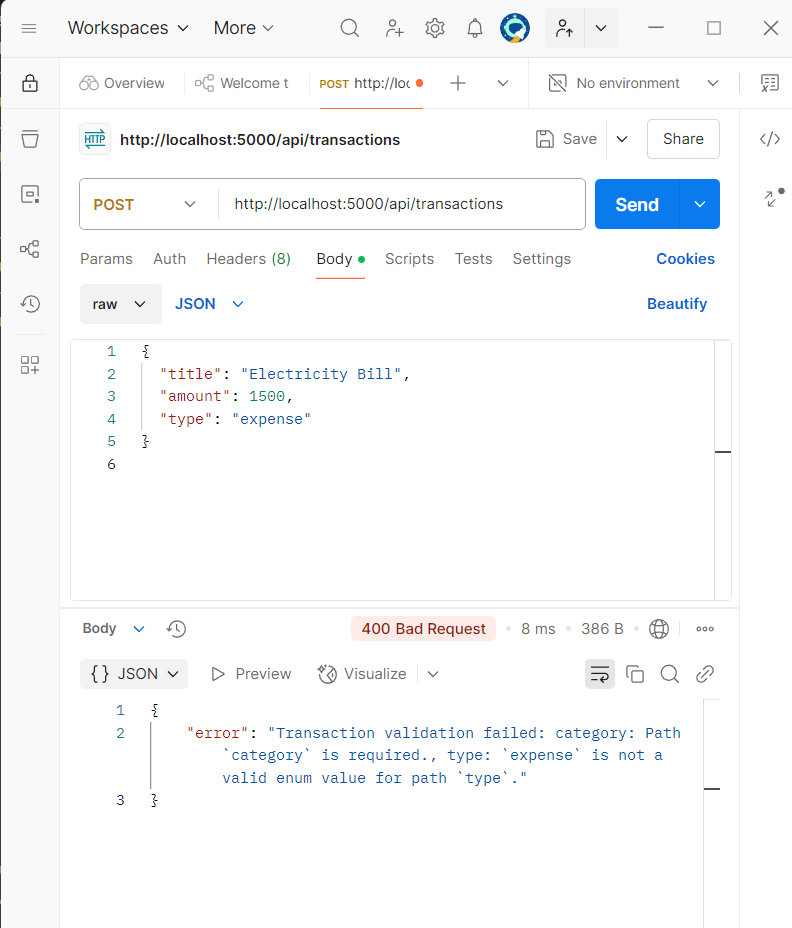 Workspaces More
Overview Welcome t POST http://loc No environment
HTTP http://localhost:5000/api/transactions Save Share
POST http://localhost:5000/api/transactions Send
Params Auth Headers (8) Body Scripts Tests Settings Cookies
raw JSON Beautify
1 {
2 "title": "Electricity Bill",
3 "amount": 1500,
4 "type": "expense"
5 }
6
Body 400 Bad Request 8 ms 386 B
{} JSON Preview Visualize
1 {
2 "error": "Transaction validation failed: category: Path
`category` is required., type: `expense` is not a
valid enum value for path `type`."
3 }